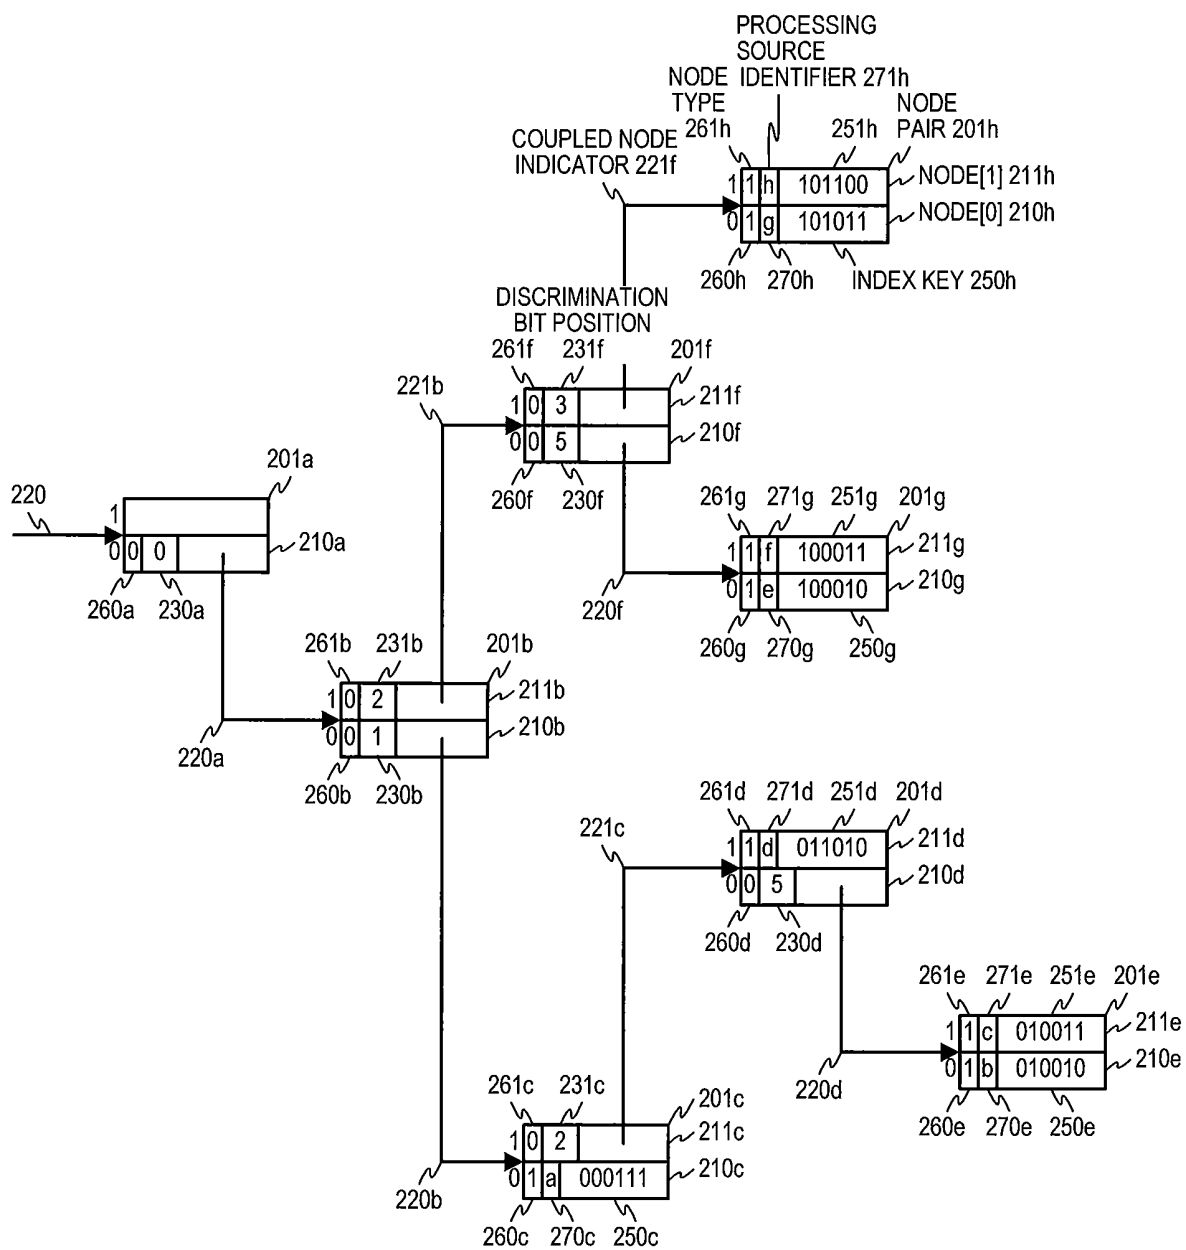 PROCESSING
SOURCE
IDENTIFIER 271h
NODE
TYPE
261h
251h
NODE
PAIR 201h
COUPLED NODE
INDICATOR 221f
1 1 h 101100
NODE[1] 211h
0 1 g 101011
NODE[0] 210h
260h
270h
INDEX KEY 250h
DISCRIMINATION
BIT POSITION
261f
231f
201f
221b
1 0 3
211f
0 0 5
210f
260f
230f
220
201a
1
0 0 0
210a
260a
230a
261g
271g
251g
201g
1 1 f 100011
211g
0 1 e 100010
210g
220f
260g
270g
250g
261b
231b
201b
1 0 2
211b
0 0 1
210b
220a
260b
230b
261d
271d
251d
201d
221c
1 1 d 011010
211d
0 0 5
210d
260d
230d
261e
271e
251e
201e
1 1 c 010011
211e
0 1 b 010010
210e
220d
260e
270e
250e
261c
231c
201c
1 0 2
211c
0 1 a 000111
210c
220b
260c
270c
250c